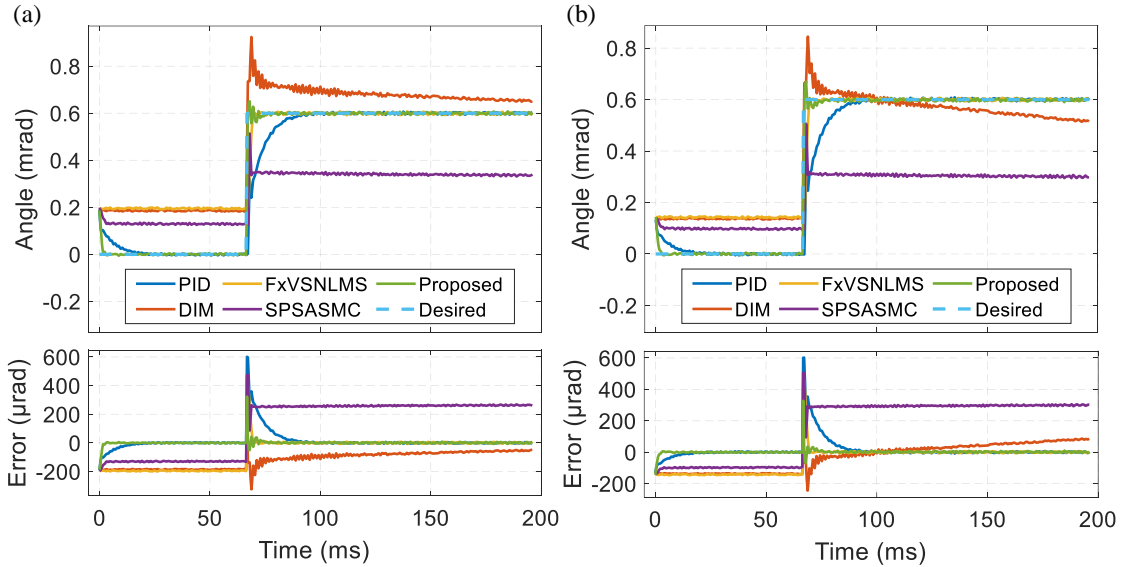 (a)
0.8
0.6
0.4
0.2
0
-0.2
Angle (mrad)
PID FxVSNLMS Proposed
DIM SPSASMC Desired
600
400
200
0
-200
Error (μrad)
0 50 100 150 200
Time (ms)
(b)
0.8
0.6
0.4
0.2
0
-0.2
Angle (mrad)
PID FxVSNLMS Proposed
DIM SPSASMC Desired
600
400
200
0
-200
Error (μrad)
0 50 100 150 200
Time (ms)